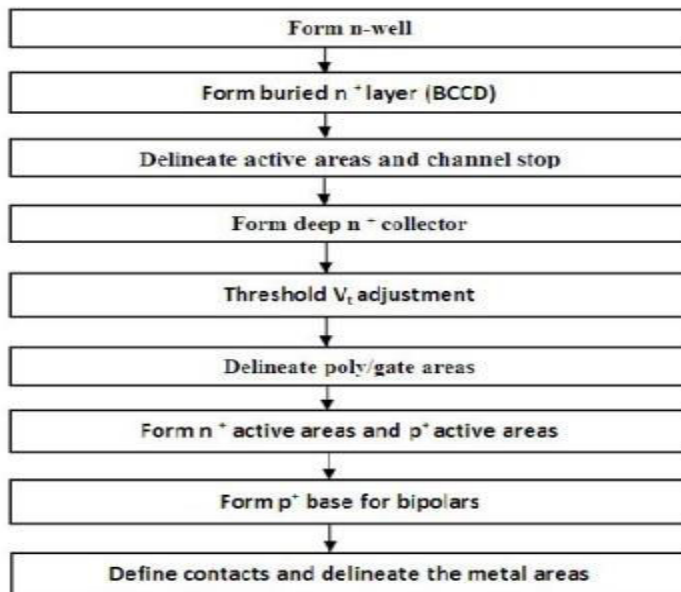 Form n-well
Form buried n⁺ layer (BCCD)
Delineate active areas and channel stop
Form deep n⁺ collector
Threshold Vₜ adjustment
Delineate poly/gate areas
Form n⁺ active areas and p⁺ active areas
Form p⁺ base for bipolars
Define contacts and delineate the metal areas